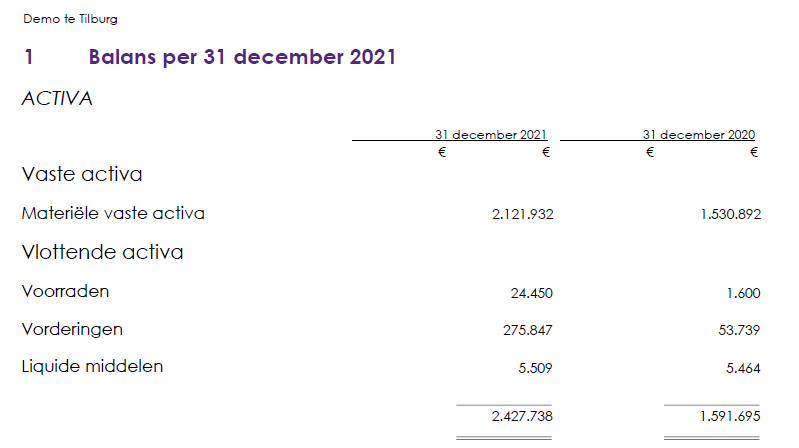 Demo te Tilburg
1 Balans per 31 december 2021
ACTIVA
31 december 2021 31 december 2020
€ € € €
Vaste activa
Materiële vaste activa 2.121.932 1.530.892
Vlottende activa
Voorraden 24.450 1.600
Vorderingen 275.847 53.739
Liquide middelen 5.509 5.464
2.427.738 1.591.695